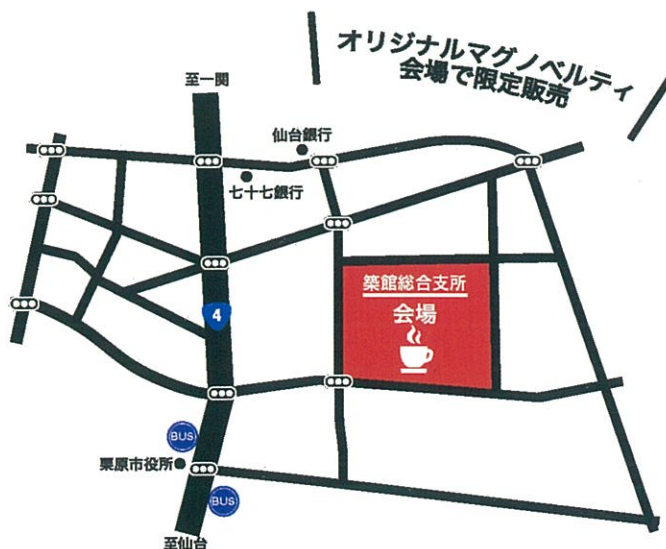 オリジナルマグノベルティ
会場で限定販売
至一関
仙台銀行
七十七銀行
築館総合支所
会場
4
BUS
栗原市役所
BUS
至仙台